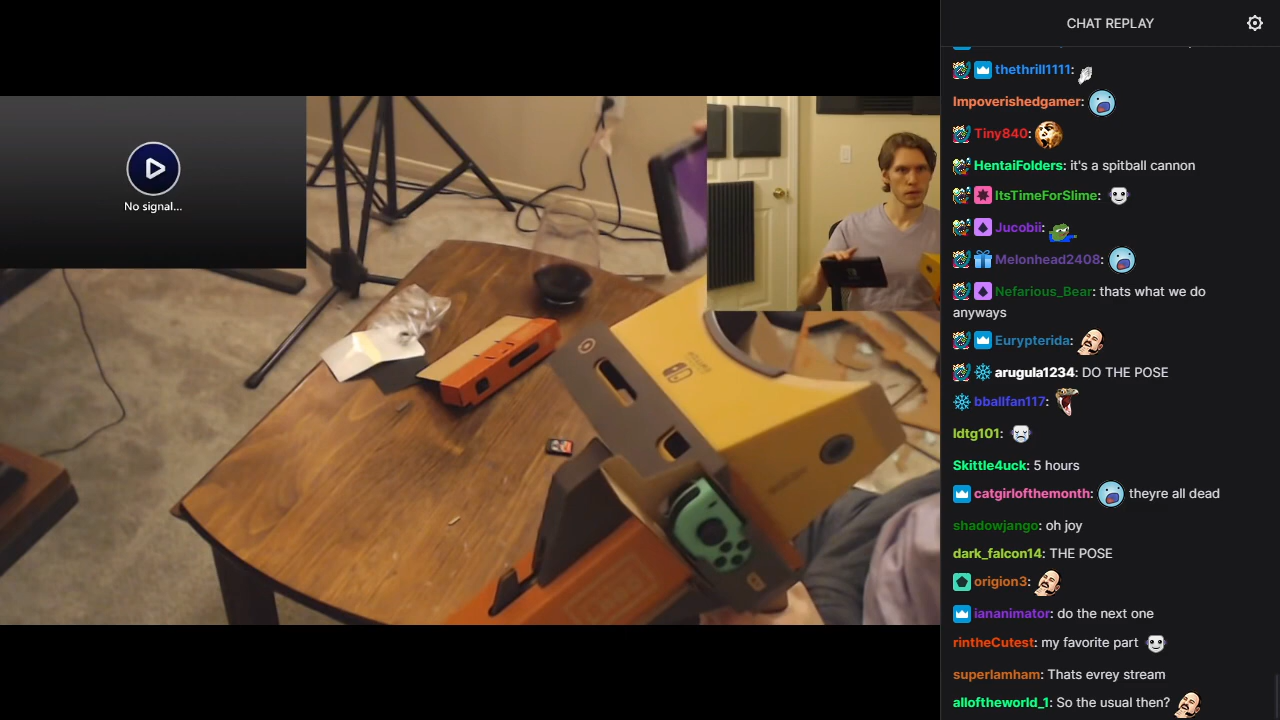 CHAT REPLAY
No signal...
thethrill1111:
Impoverishedgamer:
Tiny840:
HentaiFolders: it's a spitball cannon
ItsTimeForSlime:
Jucobii:
Melonhead2408:
Nefarious_Bear: thats what we do
anyways
Eurypterida:
arugula1234: DO THE POSE
bballfan117:
ldtg101:
Skittle4uck: 5 hours
catgirlofthemonth: theyre all dead
shadowjango: oh joy
dark_falcon14: THE POSE
origion3:
iananimator: do the next one
rintheCutest: my favorite part
superlamham: Thats evrey stream
alloftheworld_1: So the usual then?